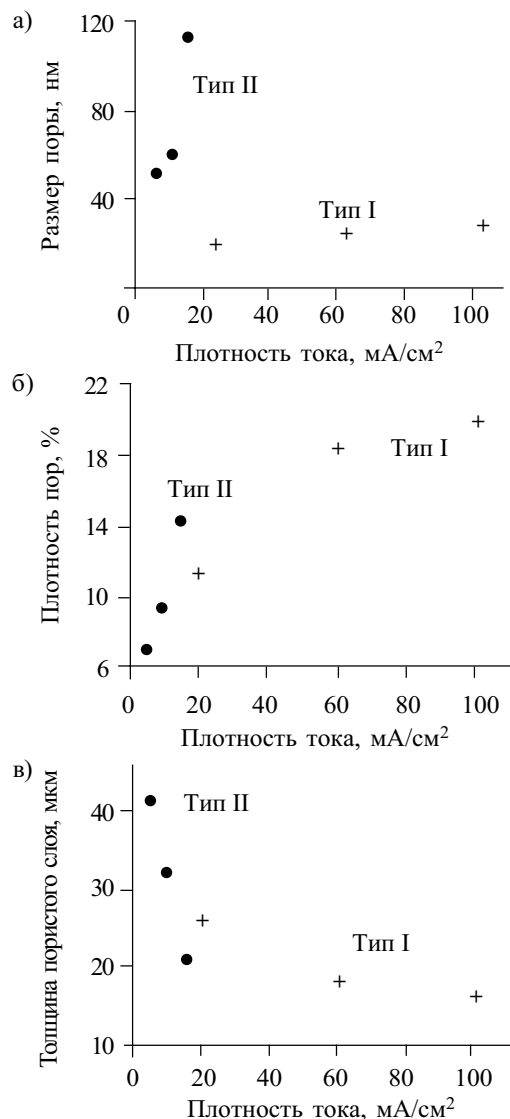 а)
Размер поры, нм
120
80
40
Тип II
Тип I
0 20 40 60 80 100
Плотность тока, мА/см²
б)
Плотность пор, %
22
18
14
10
6
Тип I
Тип II
0 20 40 60 80 100
Плотность тока, мА/см²
в)
Толщина пористого слоя, мкм
40
30
20
10
Тип II
Тип I
0 20 40 60 80 100
Плотность тока, мА/см²